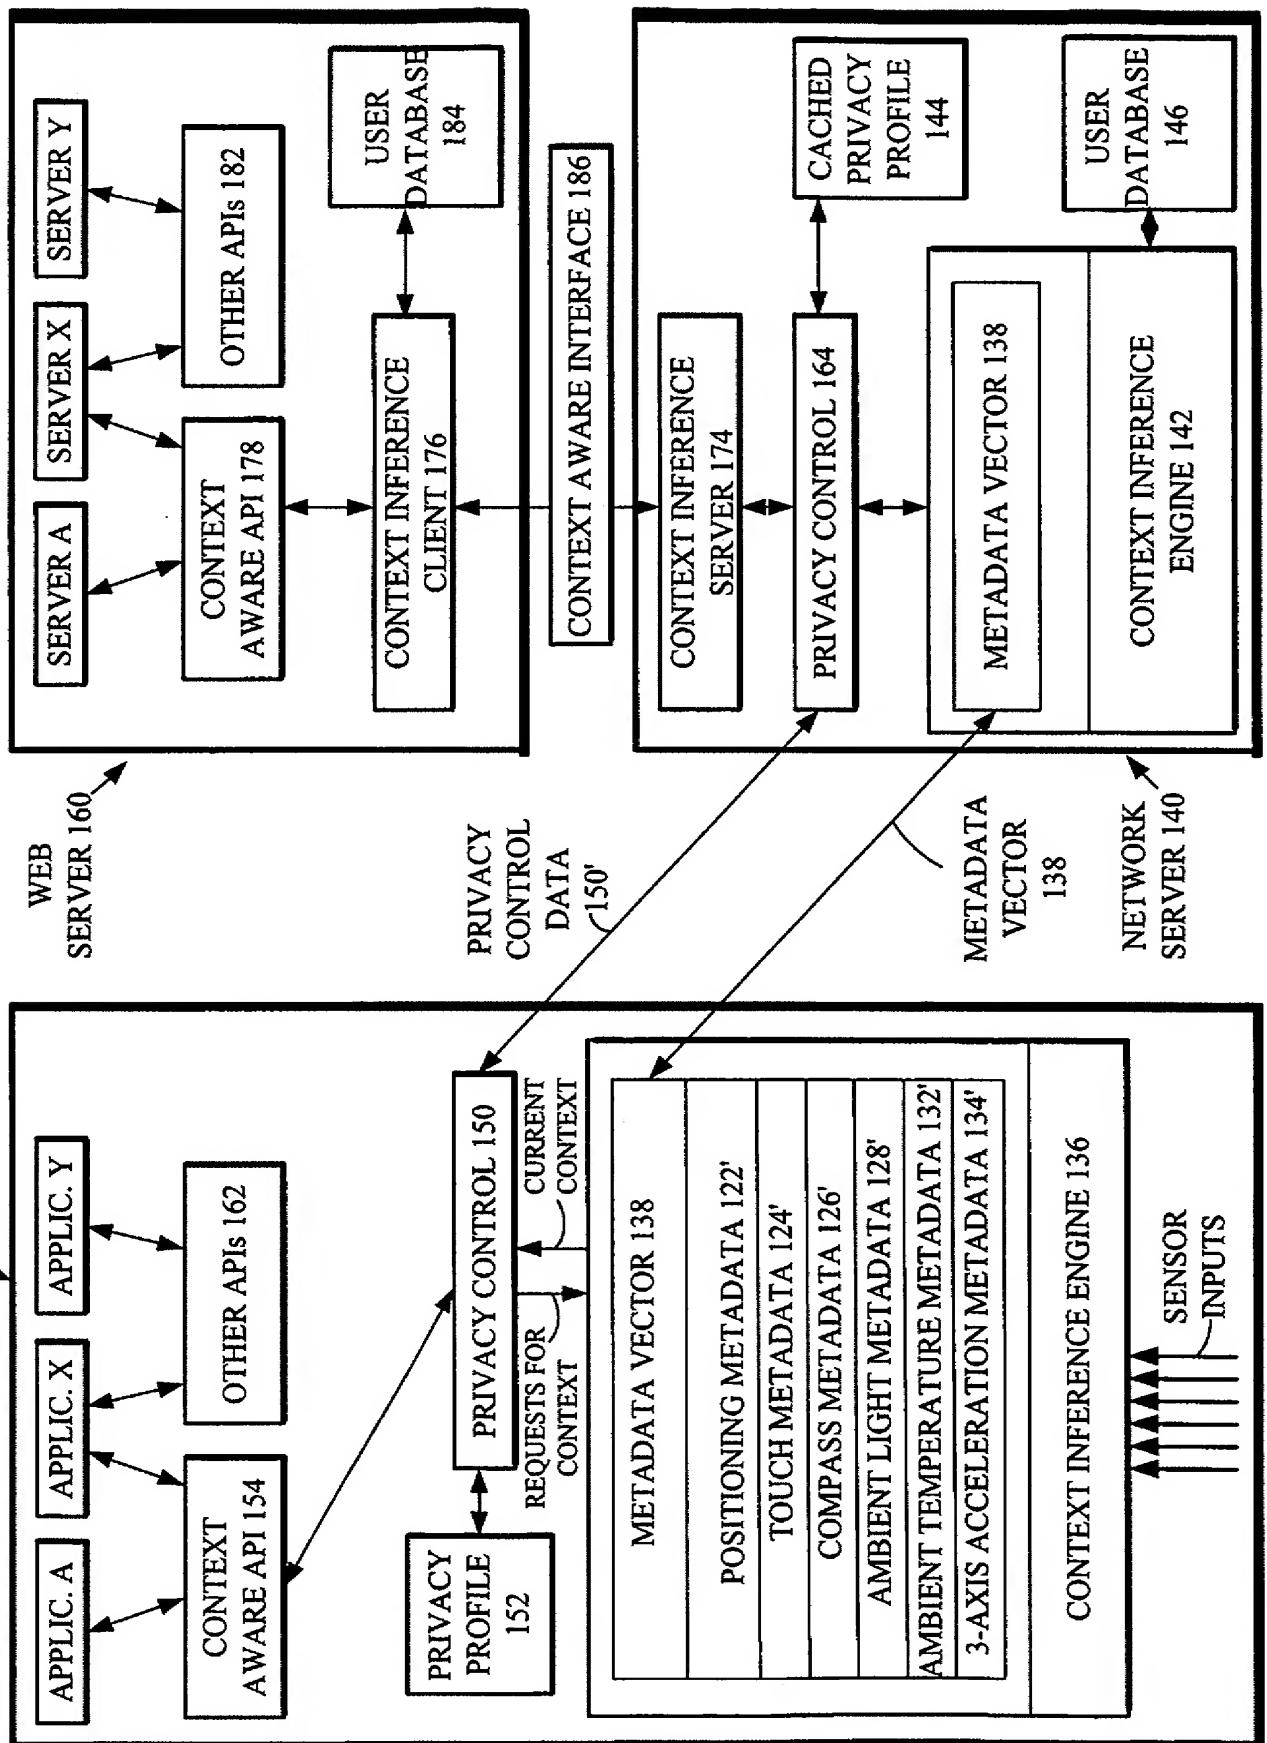 APPLIC. A
APPLIC. X
APPLIC. Y
CONTEXT
AWARE API 154
OTHER APIs 162
PRIVACY
PROFILE
152
PRIVACY CONTROL 150
REQUESTS FOR
CONTEXT
CURRENT
CONTEXT
METADATA VECTOR 138
POSITIONING METADATA 122'
TOUCH METADATA 124'
COMPASS METADATA 126'
AMBIENT LIGHT METADATA 128'
AMBIENT TEMPERATURE METADATA 132'
3-AXIS ACCELERATION METADATA 134'
CONTEXT INFERENCE ENGINE 136
SENSOR
INPUTS
WEB
SERVER 160
PRIVACY
CONTROL
DATA
150'
METADATA
VECTOR
138
NETWORK
SERVER 140
SERVER A
SERVER X
SERVER Y
CONTEXT
AWARE API 178
OTHER APIs 182
CONTEXT INFERENCE
CLIENT 176
USER
DATABASE
184
CONTEXT AWARE INTERFACE 186
CONTEXT INFERENCE
SERVER 174
PRIVACY CONTROL 164
CACHED
PRIVACY
PROFILE
144
METADATA VECTOR 138
CONTEXT INFERENCE
ENGINE 142
USER
DATABASE
146